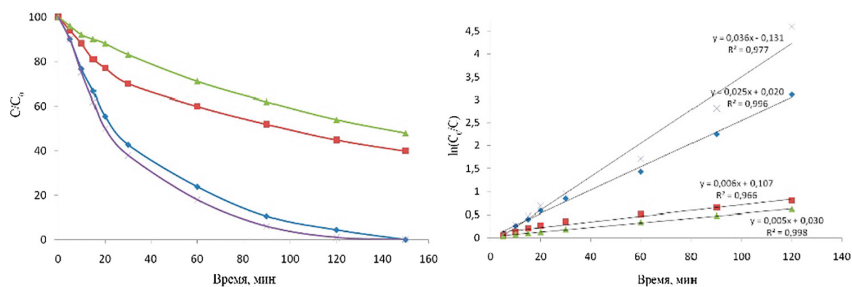 C/C₀
100
80
60
40
20
0
0 20 40 60 80 100 120 140 160
Время, мин
ln(C₀/C)
4,5
4
3,5
3
2,5
2
1,5
1
0,5
0
0 20 40 60 80 100 120 140
Время, мин
y = 0,036x - 0,131
R² = 0,977
y = 0,025x + 0,020
R² = 0,996
y = 0,006x + 0,107
R² = 0,966
y = 0,005x + 0,030
R² = 0,998